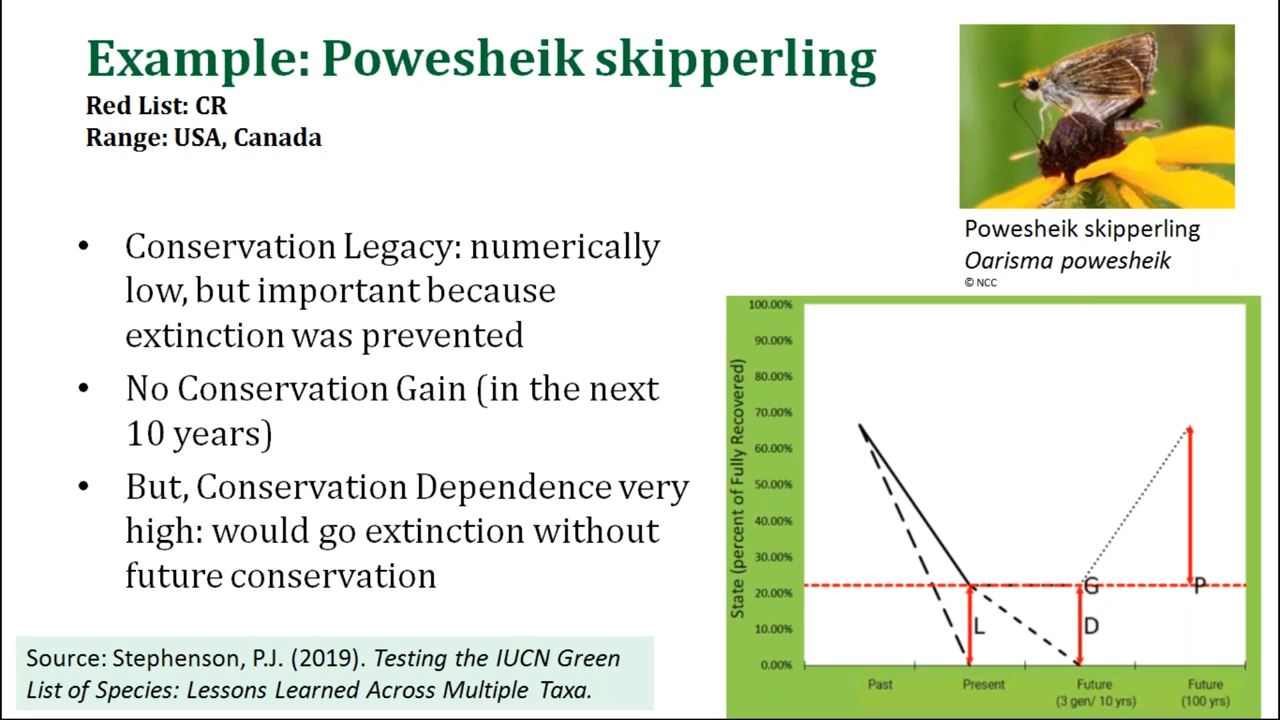 Example: Powesheik skipperling
Red List: CR
Range: USA, Canada
• Conservation Legacy: numerically
low, but important because
extinction was prevented
• No Conservation Gain (in the next
10 years)
• But, Conservation Dependence very
high: would go extinction without
future conservation
Source: Stephenson, P.J. (2019). Testing the IUCN Green
List of Species: Lessons Learned Across Multiple Taxa.
Powesheik skipperling
Oarisma powesheik
© NCC
State (percent of Fully Recovered)
100.00%
90.00%
80.00%
70.00%
60.00%
50.00%
40.00%
30.00%
20.00%
10.00%
0.00%
G
P
L
D
Past
Present
Future
(3 gen/ 10 yrs)
Future
(100 yrs)